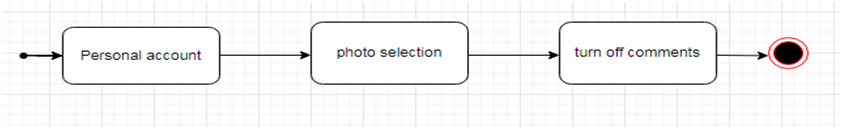 Personal account
photo selection
turn off comments